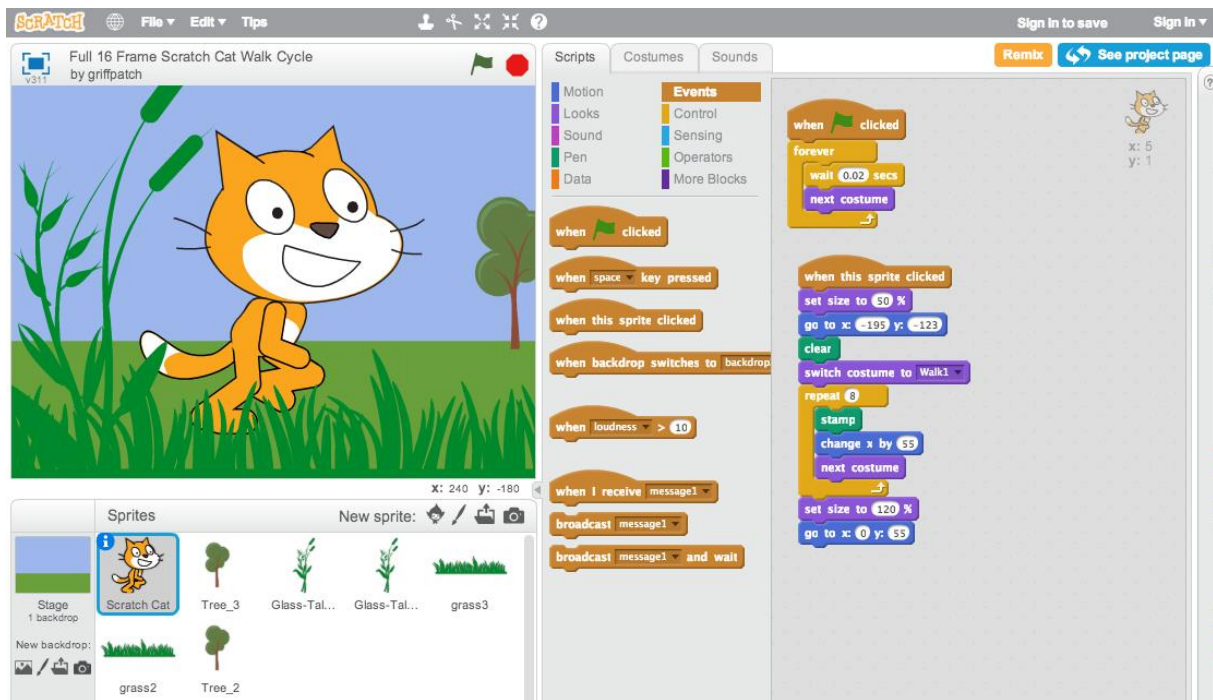 SCRATCH File Edit Tips Sign in to save Sign in
v311 Full 16 Frame Scratch Cat Walk Cycle
by griffpatch
Scripts Costumes Sounds
Remix See project page
Motion Events
Looks Control
Sound Sensing
Pen Operators
Data More Blocks
when clicked
when space key pressed
when this sprite clicked
when backdrop switches to backdrop
when loudness > 10
when I receive message1
broadcast message1
broadcast message1 and wait
when clicked
forever
wait 0.02 secs
next costume
when this sprite clicked
set size to 50 %
go to x: -195 y: -123
clear
switch costume to Walk1
repeat 8
stamp
change x by 55
next costume
set size to 120 %
go to x: 0 y: 55
x: 5
y: 1
x: 240 y: -180
Sprites New sprite:
Stage
1 backdrop
New backdrop:
Scratch Cat
Tree_3
Glass-Tal...
Glass-Tal...
grass3
grass2
Tree_2